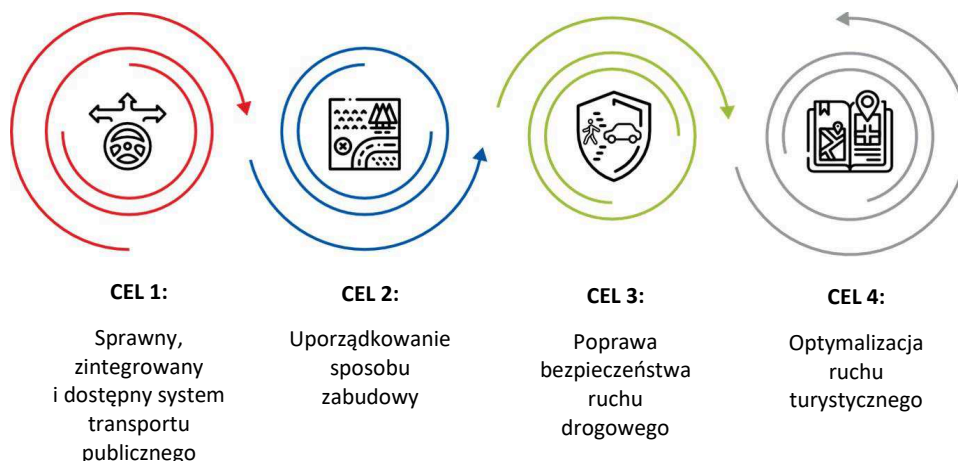 CEL 1:
Sprawny,
zintegrowany
i dostępny system
transportu
publicznego
CEL 2:
Uporządkowanie
sposobu
zabudowy
CEL 3:
Poprawa
bezpieczeństwa
ruchu
drogowego
CEL 4:
Optymalizacja
ruchu
turystycznego